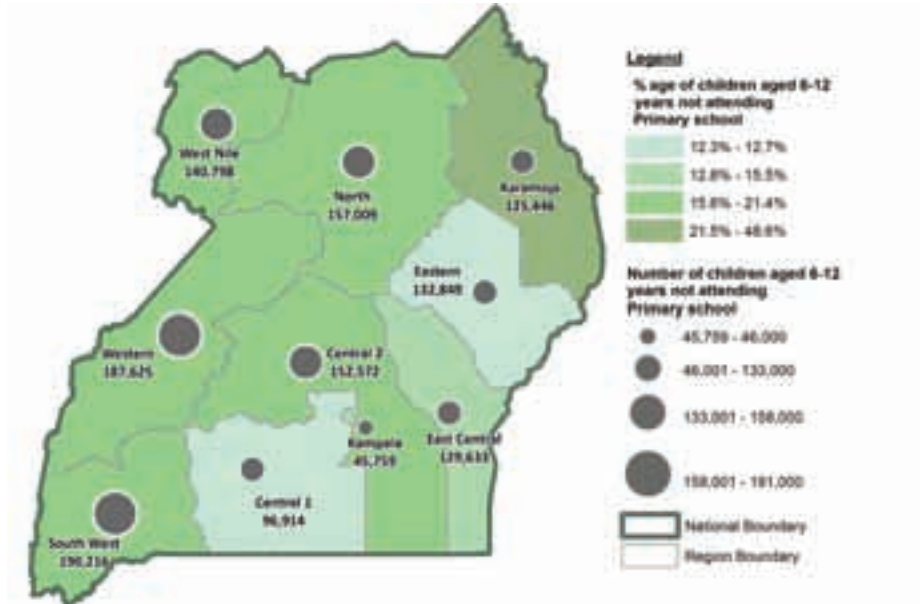 West Nile
140,798
North
157,009
Karamoja
125,446
Eastern
132,849
Western
187,625
Central 2
152,572
Kampala
45,759
East Central
129,633
Central 1
96,914
South West
190,216
Legend
% age of children aged 6-12
years not attending
Primary school
12.3% - 12.7%
12.8% - 15.5%
15.6% - 21.4%
21.5% - 48.6%
Number of children aged 6-12
years not attending
Primary school
45,759 - 46,000
46,001 - 133,000
133,001 - 158,000
158,001 - 191,000
National Boundary
Region Boundary